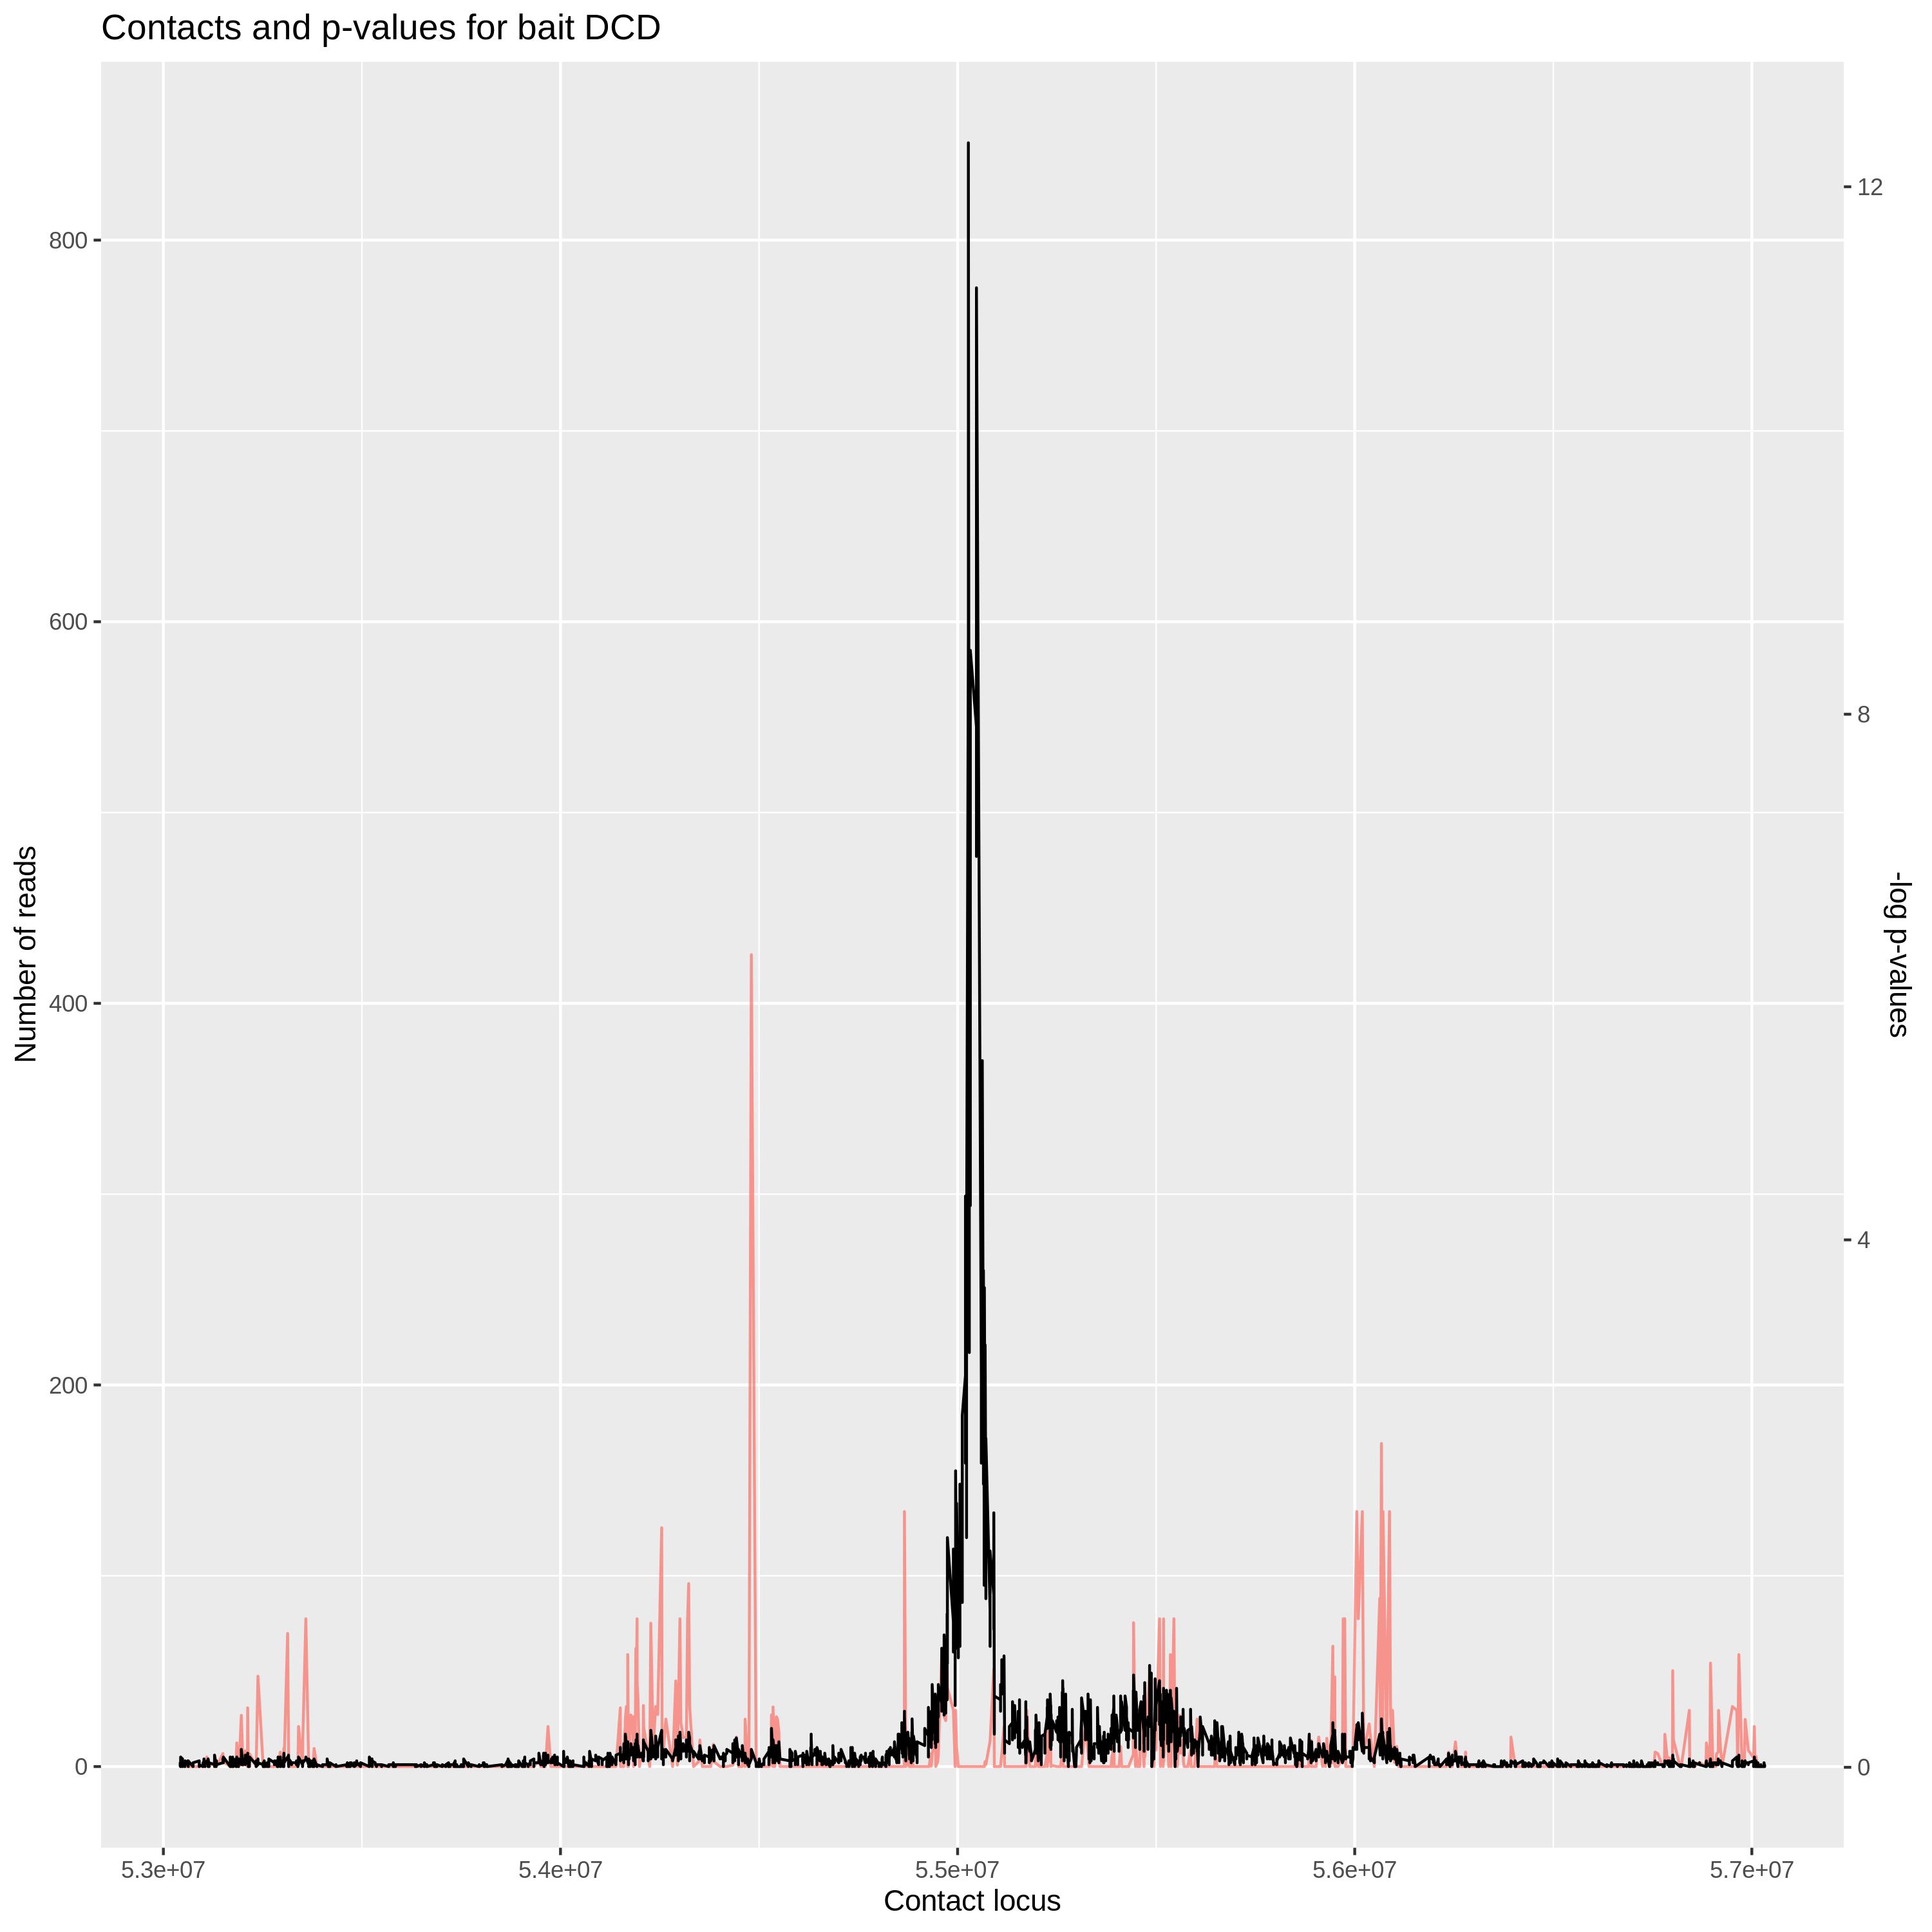 Contacts and p-values for bait DCD
800
600
400
200
0
Number of reads
12
8
4
0
-log p-values
5.3e+07
5.4e+07
5.5e+07
5.6e+07
5.7e+07
Contact locus